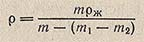 ρ = mρж / (m − (m₁ − m₂))